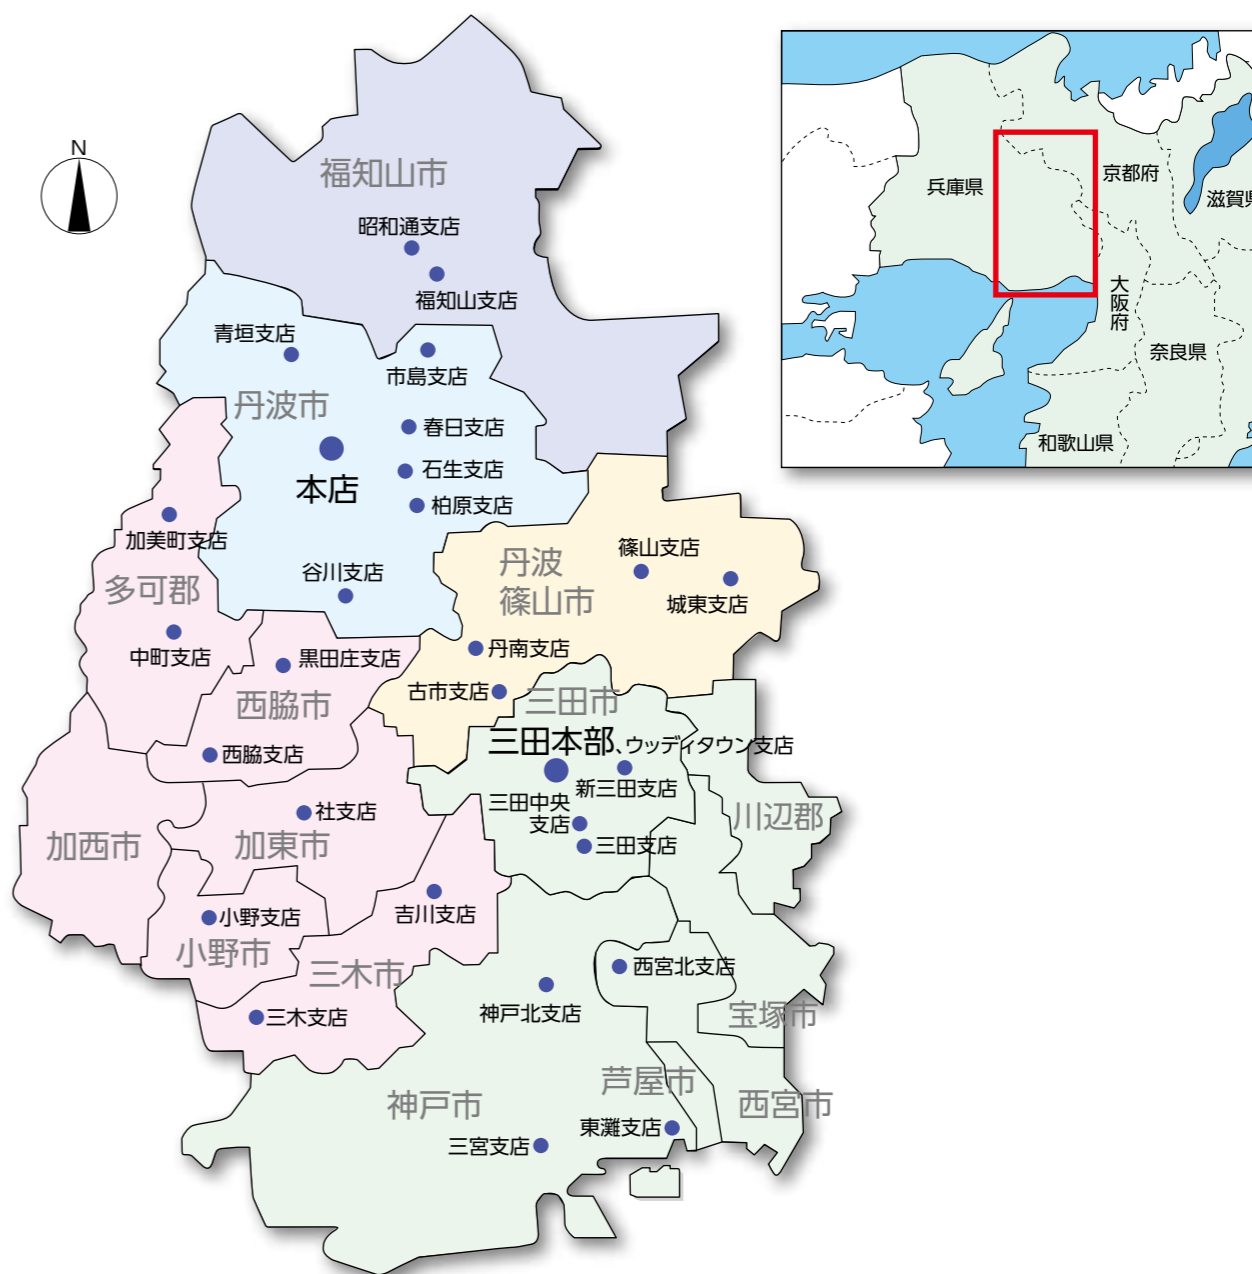 N
福知山市
昭和通支店
福知山支店
青垣支店
市島支店
丹波市
春日支店
本店
石生支店
柏原支店
加美町支店
谷川支店
多可郡
中町支店
丹波
篠山市
篠山支店
城東支店
丹南支店
古市支店
黒田庄支店
西脇市
西脇支店
三田市
三田本部、ウッディタウン支店
新三田支店
三田中央
支店
三田支店
川辺郡
社支店
加西市
加東市
吉川支店
小野支店
小野市
三木市
三木支店
西宮北支店
神戸北支店
宝塚市
芦屋市
神戸市
西宮市
東灘支店
三宮支店
兵庫県
京都府
滋賀県
大阪府
奈良県
和歌山県